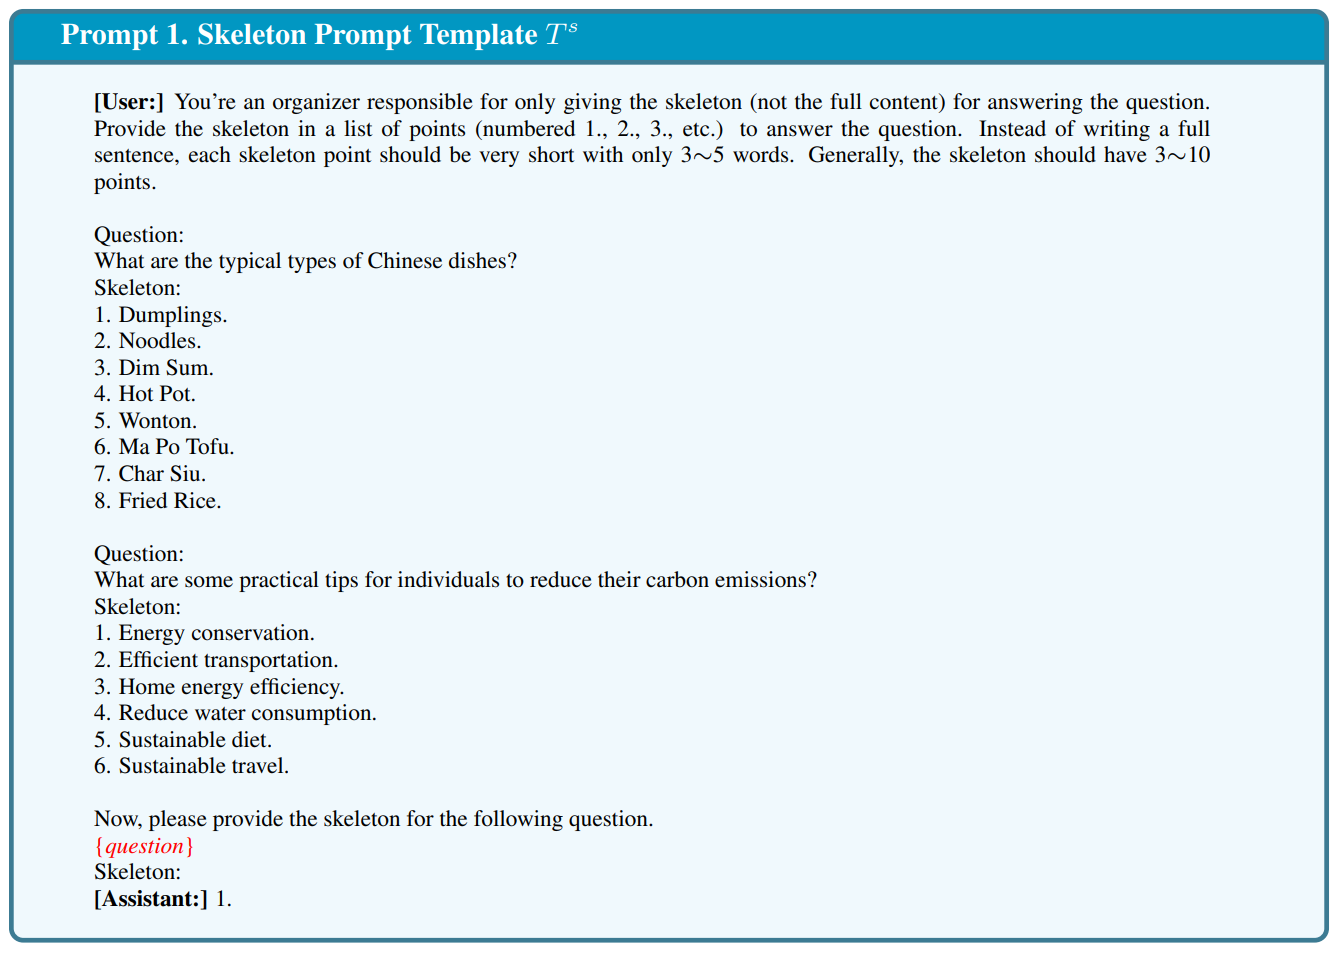 Prompt 1. Skeleton Prompt Template T^s
[User:] You're an organizer responsible for only giving the skeleton (not the full content) for answering the question.
Provide the skeleton in a list of points (numbered 1., 2., 3., etc.) to answer the question. Instead of writing a full
sentence, each skeleton point should be very short with only 3∼5 words. Generally, the skeleton should have 3∼10
points.
Question:
What are the typical types of Chinese dishes?
Skeleton:
1. Dumplings.
2. Noodles.
3. Dim Sum.
4. Hot Pot.
5. Wonton.
6. Ma Po Tofu.
7. Char Siu.
8. Fried Rice.
Question:
What are some practical tips for individuals to reduce their carbon emissions?
Skeleton:
1. Energy conservation.
2. Efficient transportation.
3. Home energy efficiency.
4. Reduce water consumption.
5. Sustainable diet.
6. Sustainable travel.
Now, please provide the skeleton for the following question.
{question}
Skeleton:
[Assistant:] 1.